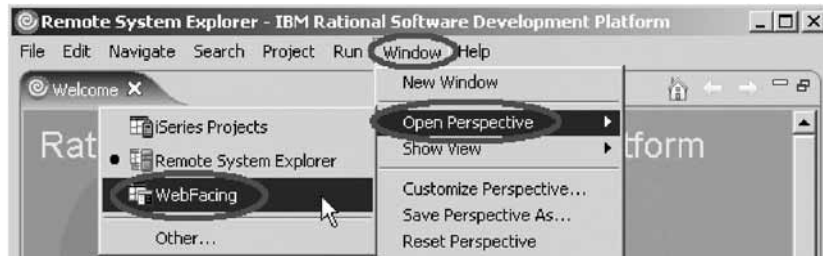 Remote System Explorer - IBM Rational Software Development Platform
File Edit Navigate Search Project Run Window Help
Welcome
New Window
iSeries Projects
Open Perspective
Rat
tform
Remote System Explorer
Show View
WebFacing
Customize Perspective...
Save Perspective As...
Other...
Reset Perspective